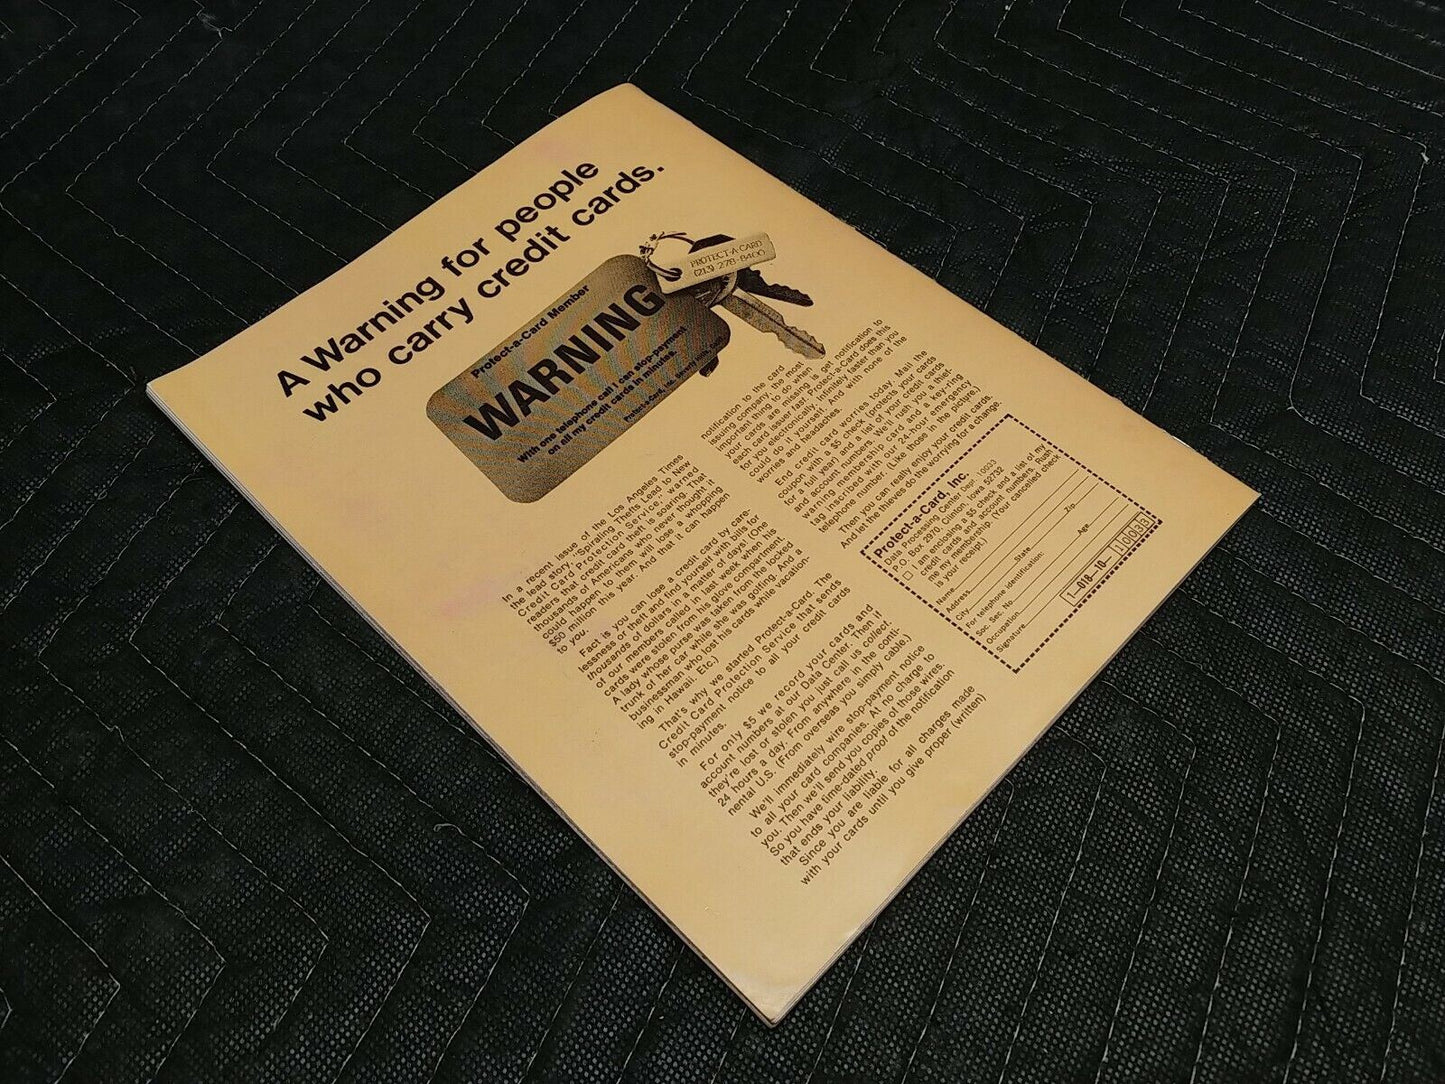 A Warning for people
who carry credit cards.
PROTECT-A-CARD
(213) 278-6400
Protect-a-Card Member
WARNING
With one telephone call I can stop-payment
on all my credit cards in minutes.
Protect-a-Card, Inc.
In a recent issue of the Los Angeles Times
the lead story, "Spiraling Thefts Lead to New
Credit Card Protection Service," warned
readers that credit card theft is soaring. That
thousands of Americans who never thought it
could happen to them will lose a whopping
$50 million this year. And that it can happen
to you.
Fact is you can lose a credit card by care-
lessness or theft and find yourself with bills for
thousands of dollars in a matter of days! (One
of our members called in last week when his
cards were stolen from his glove compartment.
A lady whose purse was taken from the locked
trunk of her car while she was golfing. And a
businessman who lost his cards while vacation-
ing in Hawaii. Etc.)
That's why we started Protect-a-Card. The
Credit Card Protection Service that sends
stop-payment notice to all your credit cards
in minutes.
For only $5 we record your cards and
account numbers at our Data Center. Then if
they're lost or stolen you just call us collect.
24 hours a day. From anywhere in the conti-
nental U.S. (From overseas you simply cable.)
We'll immediately wire stop-payment notice
to all your card companies. At no charge to
you. Then we'll send you copies of those wires.
So you have time-dated proof of the notification
that ends your liability.
Since you are liable for all charges made
with your cards until you give proper (written)
notification to the card
issuing company, the most
important thing to do when
your cards are missing is get notification to
each card issuer fast. Protect-a-Card does this
for you electronically, infinitely faster than you
could do it yourself. And with none of the
worries and headaches.
End credit card worries today. Mail the
coupon with a $5 check (protects your cards
for a full year) and a list of your credit cards
and account numbers. We'll rush you a thief-
warning membership card and a key-ring
tag inscribed with our 24-hour emergency
telephone number. (Like those in the picture.)
Then you can really enjoy your credit cards.
And let the thieves do the worrying for a change.
Protect-a-Card, Inc.
Data Processing Center Dept. 10033
P.O. Box 2970 Clinton, Iowa 52732
I am enclosing a $5 check and a list of my
credit cards and account numbers. Rush
me my membership. (Your cancelled check
is your receipt.)
Name
Address
City State Zip
For telephone identification:
Soc. Sec. No. Age
Occupation
Signature
1-018-10- 10033